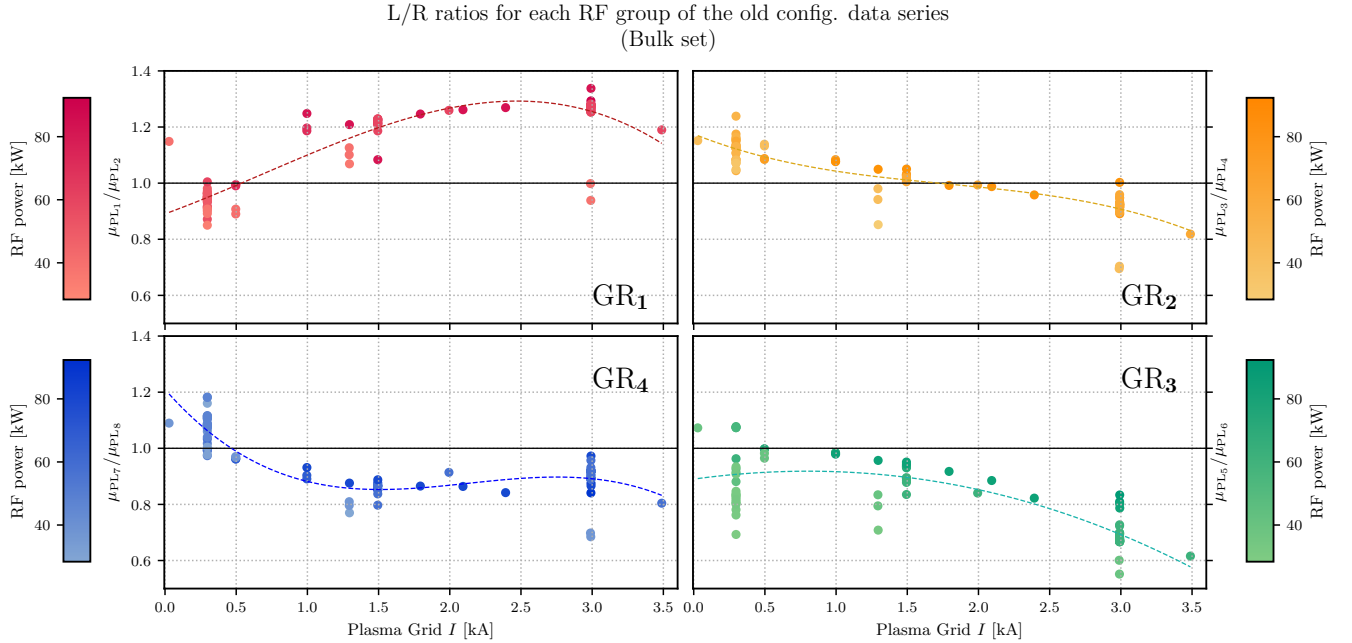 L/R ratios for each RF group of the old config. data series
(Bulk set)
RF power [kW]
80
60
40
μPL₁/μPL₂
1.4
1.2
1.0
0.8
0.6
GR₁
GR₂
μPL₃/μPL₄
80
60
40
RF power [kW]
RF power [kW]
80
60
40
μPL₇/μPL₈
1.2
1.0
0.8
0.6
GR₄
GR₃
μPL₅/μPL₆
80
60
40
RF power [kW]
0.0 0.5 1.0 1.5 2.0 2.5 3.0 3.5
Plasma Grid I [kA]
0.0 0.5 1.0 1.5 2.0 2.5 3.0 3.5
Plasma Grid I [kA]